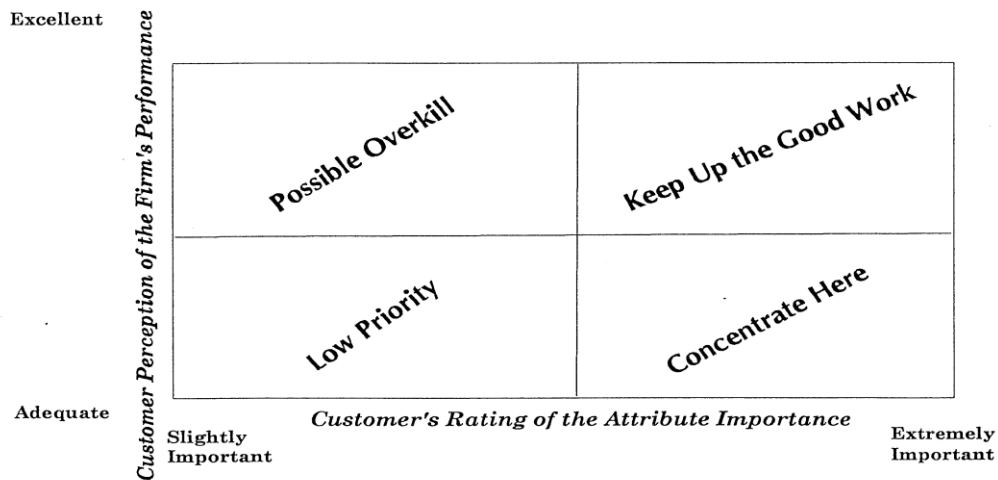 Excellent
Customer Perception of the Firm's Performance
Possible Overkill
Keep Up the Good Work
Low Priority
Concentrate Here
Adequate
Customer's Rating of the Attribute Importance
Slightly
Important
Extremely
Important